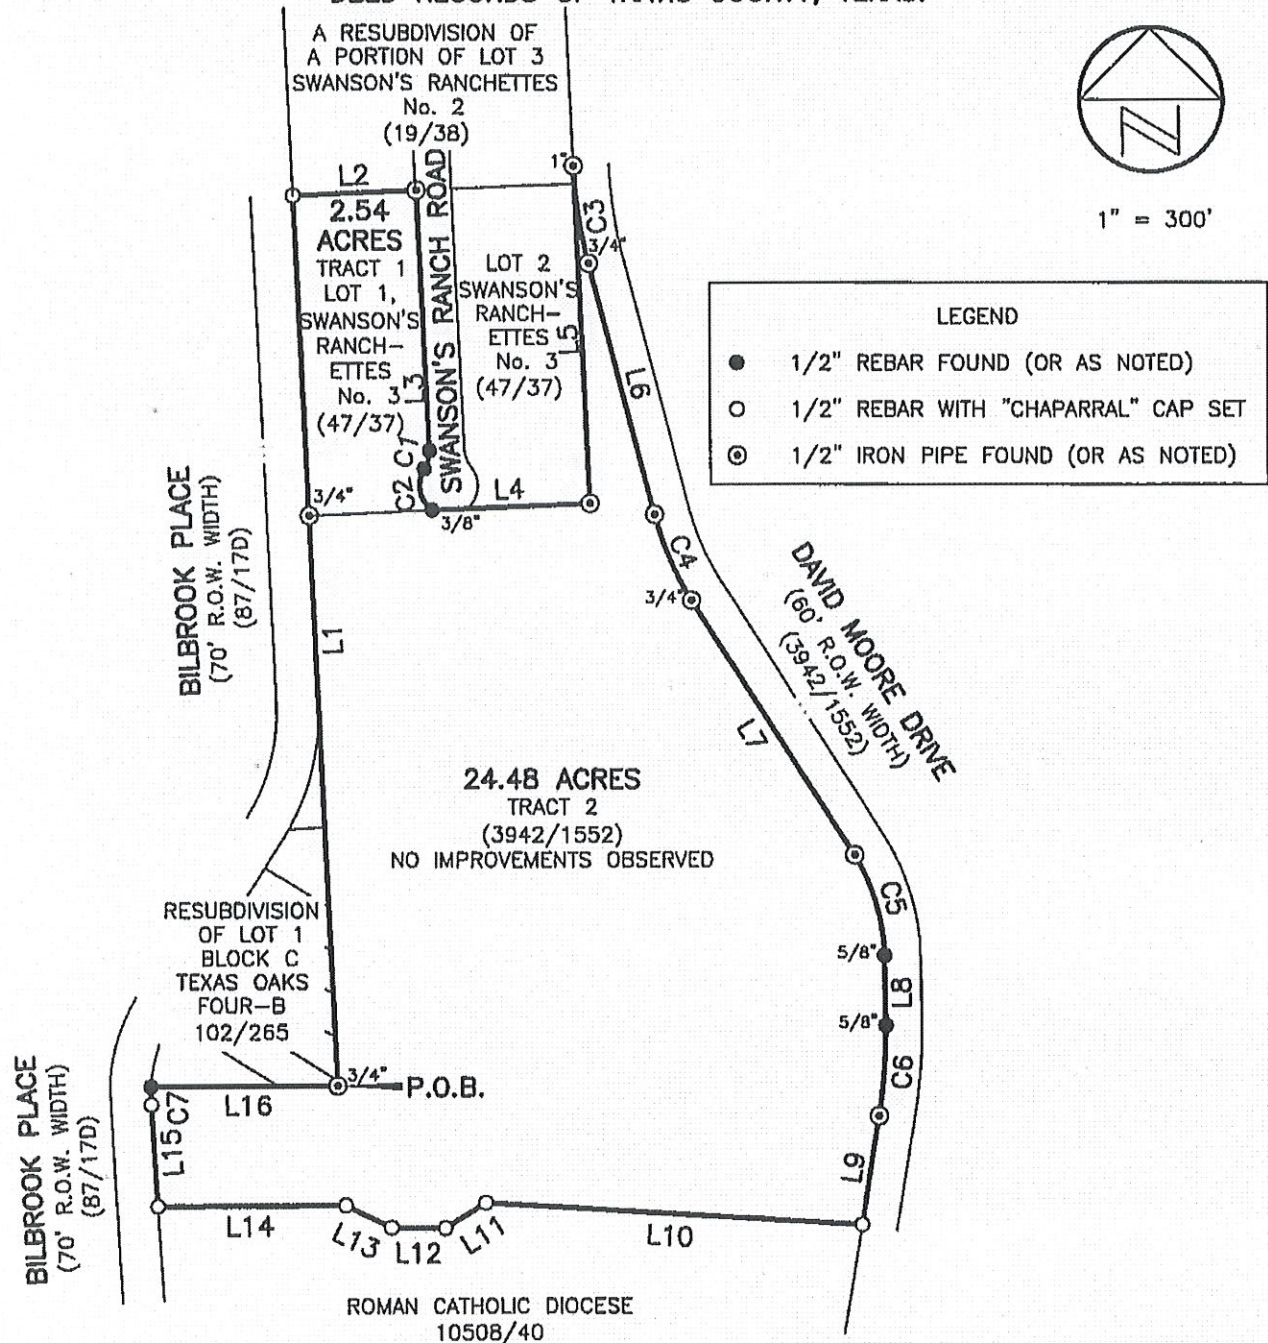 DEED RECORDS OF TRAVIS COUNTY, TEXAS.
A RESUBDIVISION OF
A PORTION OF LOT 3
SWANSON'S RANCHETTES
No. 2
(19/38)
N
1" = 300'
1"
L2
C3
3/4"
2.54
ACRES
TRACT 1
LOT 1,
SWANSON'S
RANCH-
ETTES
No. 3
(47/37)
L3
SWANSON'S RANCH ROAD
LOT 2
SWANSON'S
RANCH-
ETTES
No. 3
(47/37)
L5
L6
LEGEND
1/2" REBAR FOUND (OR AS NOTED)
1/2" REBAR WITH "CHAPARRAL" CAP SET
1/2" IRON PIPE FOUND (OR AS NOTED)
C1
C2
3/4"
3/8"
L4
BILBROOK PLACE
(70' R.O.W. WIDTH)
(87/17D)
L1
C4
3/4"
DAVID MOORE DRIVE
(60' R.O.W. WIDTH)
(3942/1552)
L7
24.48 ACRES
TRACT 2
(3942/1552)
NO IMPROVEMENTS OBSERVED
RESUBDIVISION
OF LOT 1
BLOCK C
TEXAS OAKS
FOUR-B
102/265
C5
5/8"
L8
5/8"
C6
3/4"
P.O.B.
L16
C7
L15
BILBROOK PLACE
(70' R.O.W. WIDTH)
(87/17D)
L9
L14
L13
L12
L11
L10
ROMAN CATHOLIC DIOCESE
10508/40